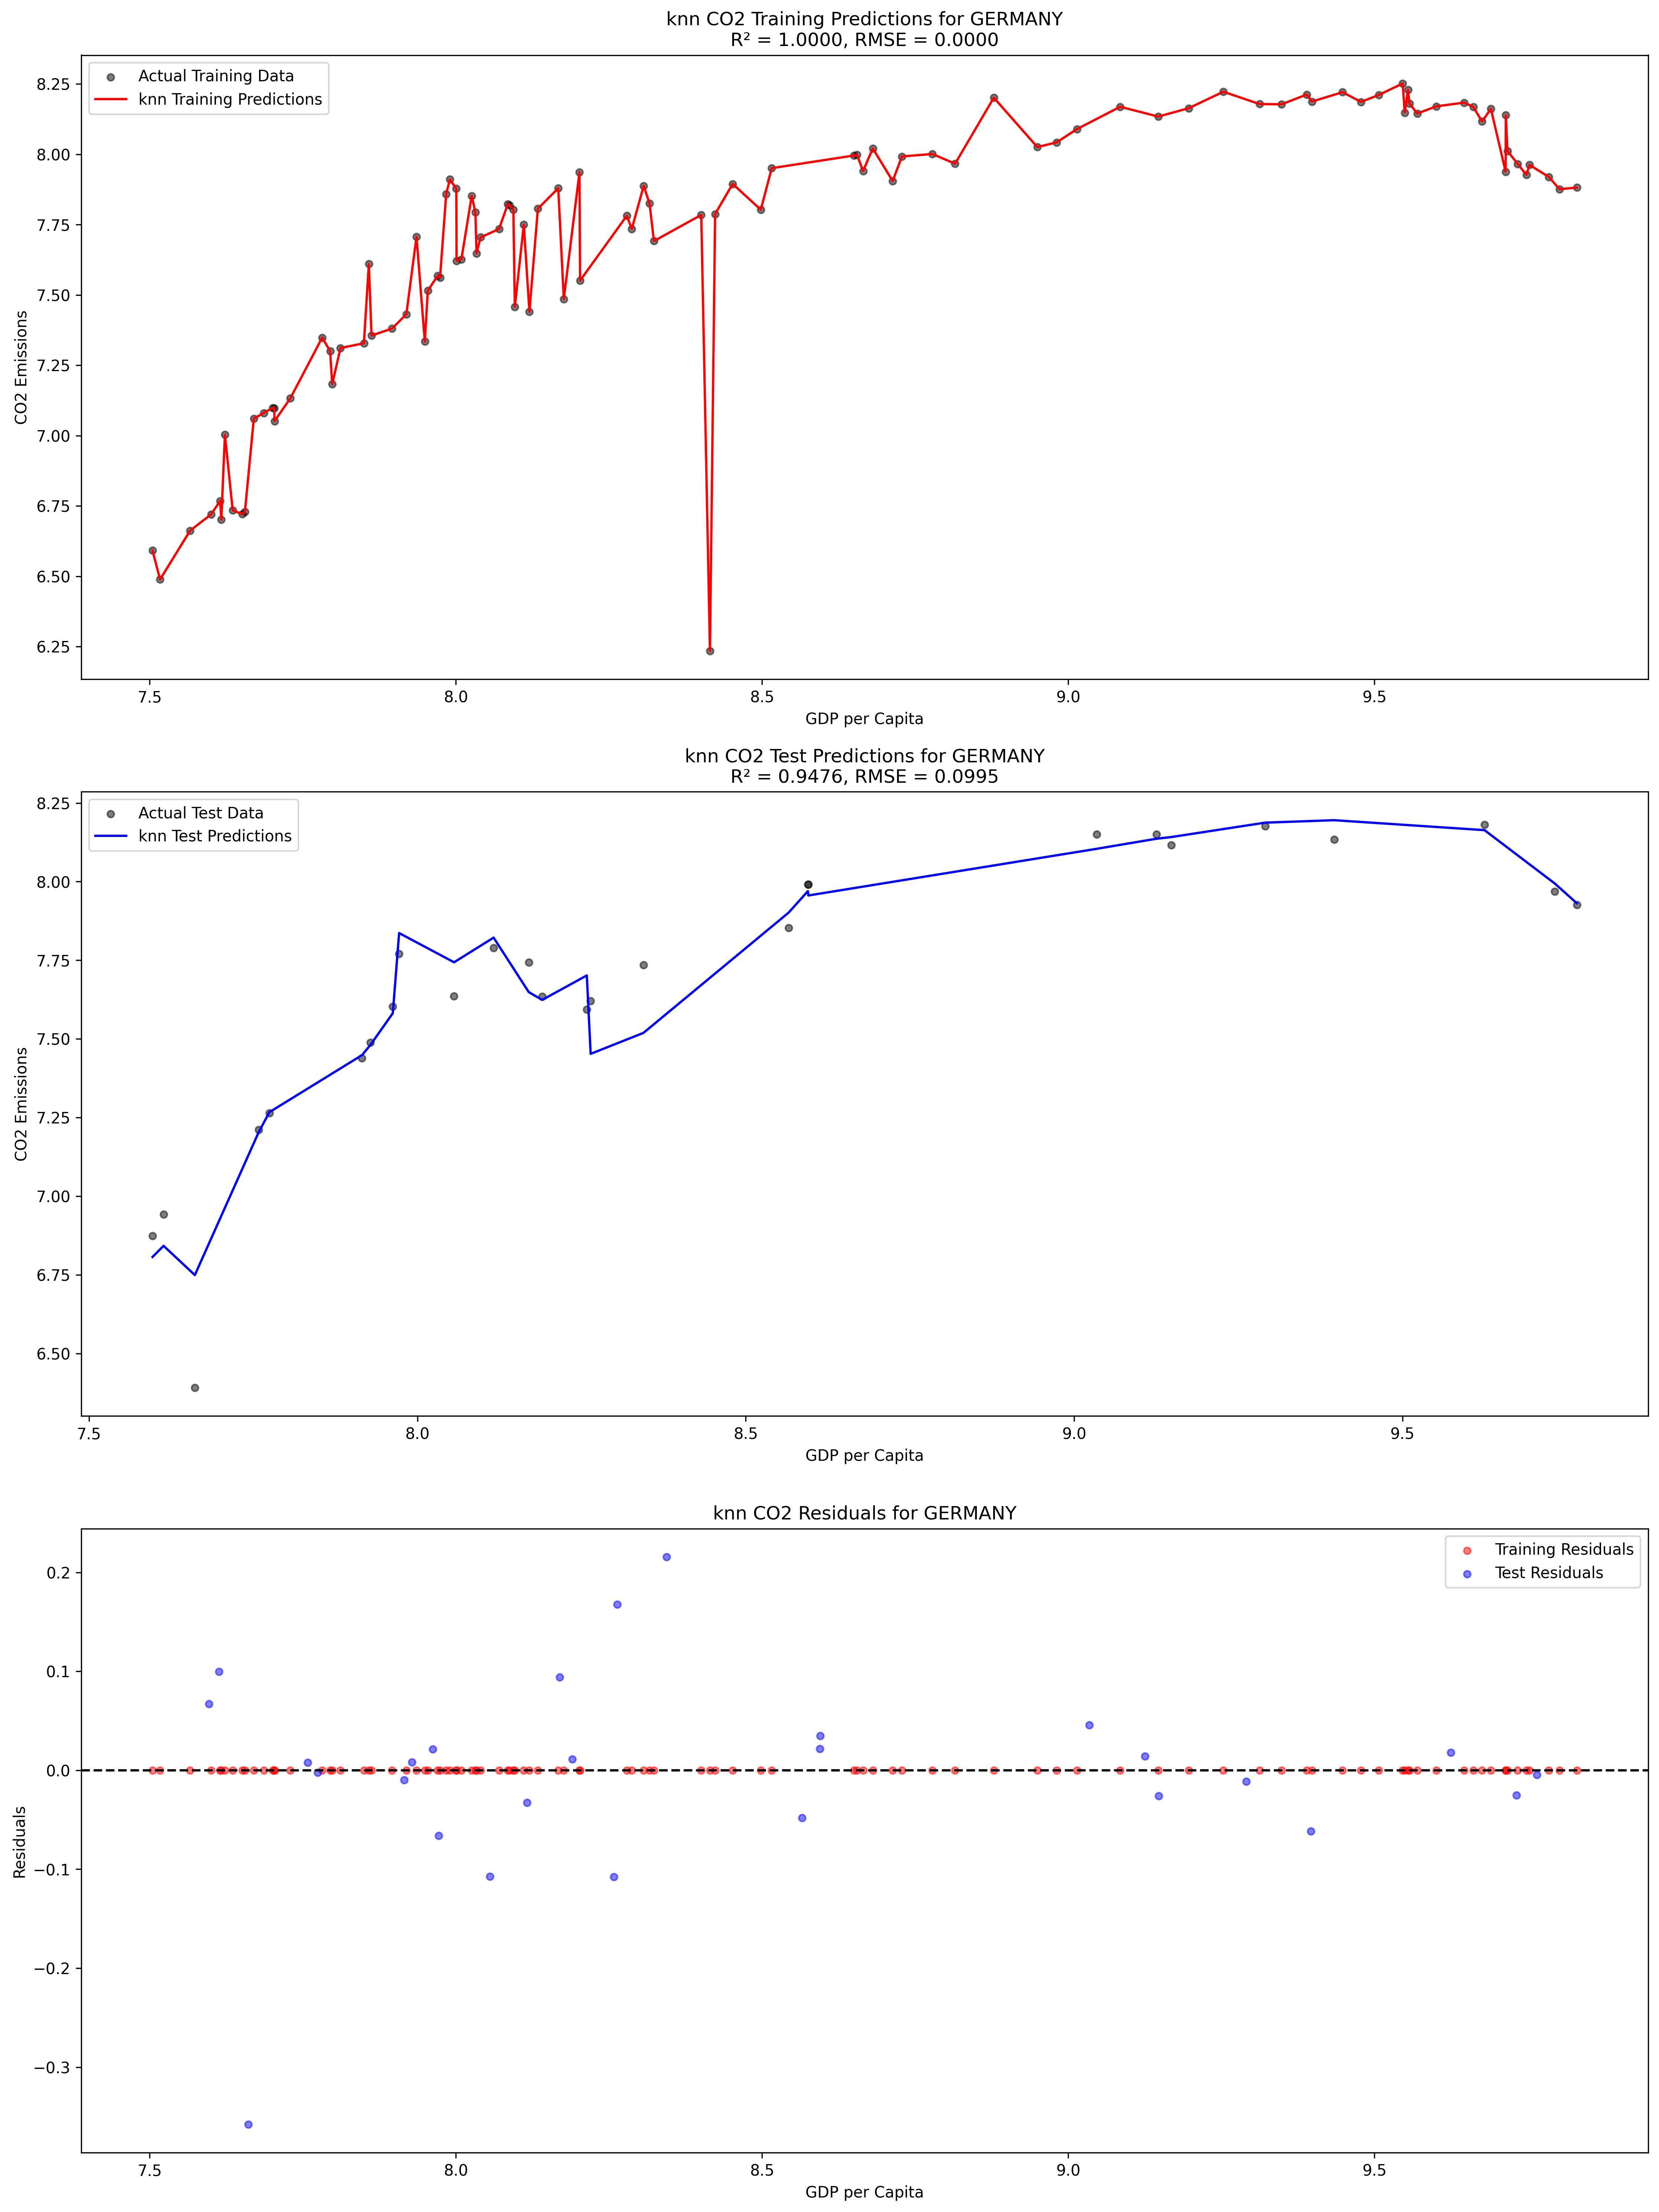 knn CO2 Training Predictions for GERMANY
R² = 1.0000, RMSE = 0.0000
Actual Training Data
knn Training Predictions
8.25
8.00
7.75
7.50
7.25
7.00
6.75
6.50
6.25
CO2 Emissions
7.5 8.0 8.5 9.0 9.5
GDP per Capita
knn CO2 Test Predictions for GERMANY
R² = 0.9476, RMSE = 0.0995
Actual Test Data
knn Test Predictions
8.25
8.00
7.75
7.50
7.25
7.00
6.75
6.50
CO2 Emissions
7.5 8.0 8.5 9.0 9.5
GDP per Capita
knn CO2 Residuals for GERMANY
Training Residuals
Test Residuals
0.2
0.1
0.0
−0.1
−0.2
−0.3
Residuals
7.5 8.0 8.5 9.0 9.5
GDP per Capita